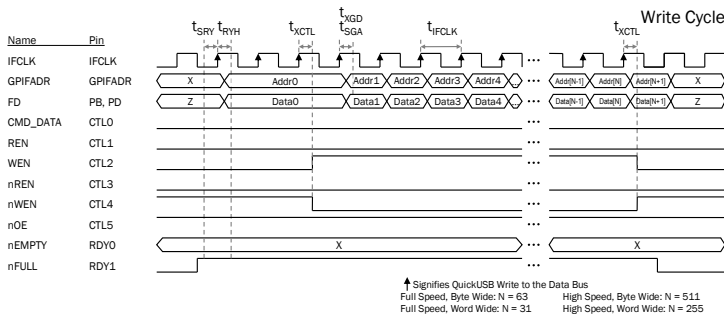 Write Cycle
tSRY tRYH tXCTL tXGD tSGA tIFCLK tXCTL
Name Pin
IFCLK IFCLK ...
GPIFADR GPIFADR X Addr0 Addr1 Addr2 Addr3 Addr4 ... Addr[N-1] Addr[N] Addr[N+1] X
FD PB, PD Z Data0 Data1 Data2 Data3 Data4 ... Data[N-1] Data[N] Data[N+1] Z
CMD_DATA CTL0 ...
REN CTL1
WEN CTL2 ...
nREN CTL3
nWEN CTL4 ...
nOE CTL5
nEMPTY RDY0 X ... X
nFULL RDY1 ...
Signifies QuickUSB Write to the Data Bus
Full Speed, Byte Wide: N = 63 High Speed, Byte Wide: N = 511
Full Speed, Word Wide: N = 31 High Speed, Word Wide: N = 255